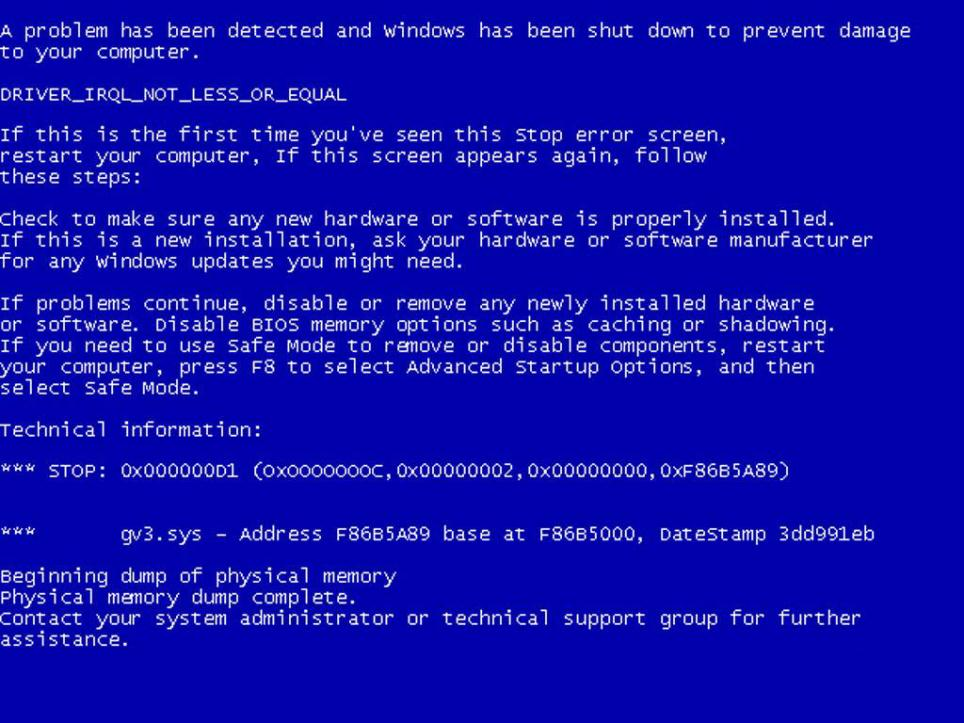 A problem has been detected and Windows has been shut down to prevent damage
to your computer.
DRIVER_IRQL_NOT_LESS_OR_EQUAL
If this is the first time you've seen this Stop error screen,
restart your computer, If this screen appears again, follow
these steps:
Check to make sure any new hardware or software is properly installed.
If this is a new installation, ask your hardware or software manufacturer
for any Windows updates you might need.
If problems continue, disable or remove any newly installed hardware
or software. Disable BIOS memory options such as caching or shadowing.
If you need to use Safe Mode to remove or disable components, restart
your computer, press F8 to select Advanced Startup Options, and then
select Safe Mode.
Technical information:
*** STOP: 0x000000D1 (0x0000000C,0x00000002,0x00000000,0xF86B5A89)
*** gv3.sys – Address F86B5A89 base at F86B5000, DateStamp 3dd991eb
Beginning dump of physical memory
Physical memory dump complete.
Contact your system administrator or technical support group for further
assistance.